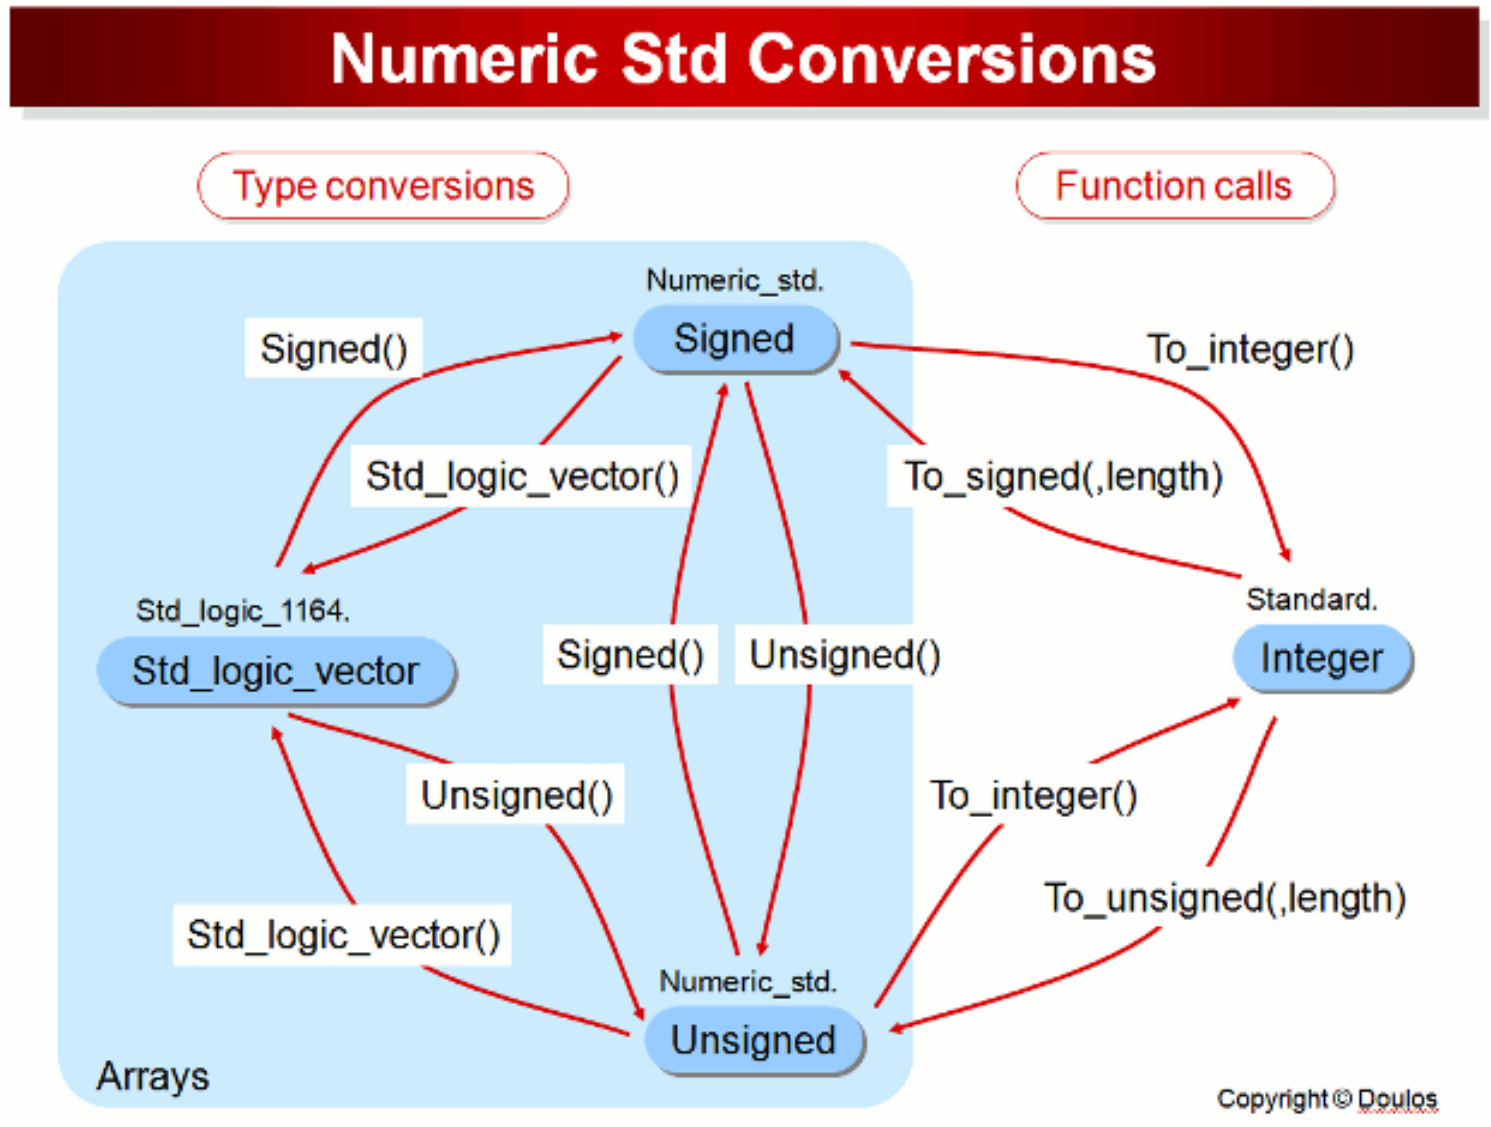 Numeric Std Conversions
Type conversions
Function calls
Numeric_std.
Signed
Signed()
To_integer()
Std_logic_vector()
To_signed(,length)
Std_logic_1164.
Std_logic_vector
Signed()
Unsigned()
Standard.
Integer
Unsigned()
To_integer()
Std_logic_vector()
To_unsigned(,length)
Numeric_std.
Unsigned
Arrays
Copyright © Doulos